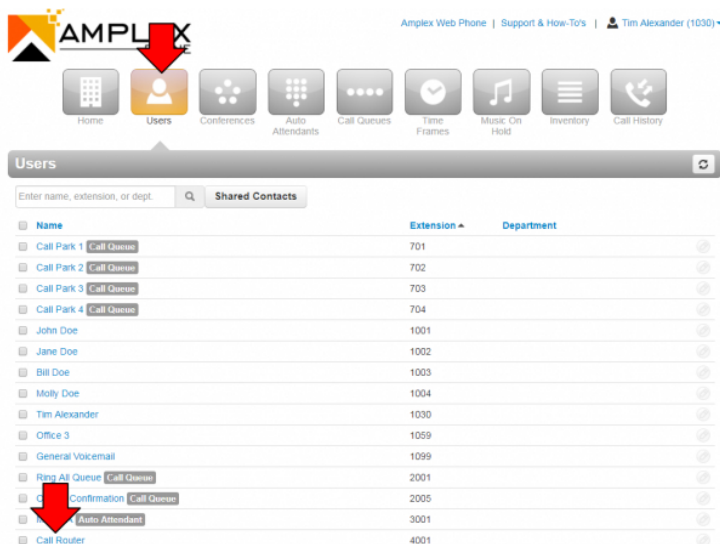 AMPL X
Amplex Web Phone | Support & How-To's | Tim Alexander (1030)
Home
Users
Conferences
Auto Attendants
Call Queues
Time Frames
Music On Hold
Inventory
Call History
Users
Enter name, extension, or dept.
Shared Contacts
Name Extension Department
Call Park 1 Call Queue 701
Call Park 2 Call Queue 702
Call Park 3 Call Queue 703
Call Park 4 Call Queue 704
John Doe 1001
Jane Doe 1002
Bill Doe 1003
Molly Doe 1004
Tim Alexander 1030
Office 3 1059
General Voicemail 1099
Ring All Queue Call Queue 2001
Confirmation Call Queue 2005
Auto Attendant 3001
Call Router 4001